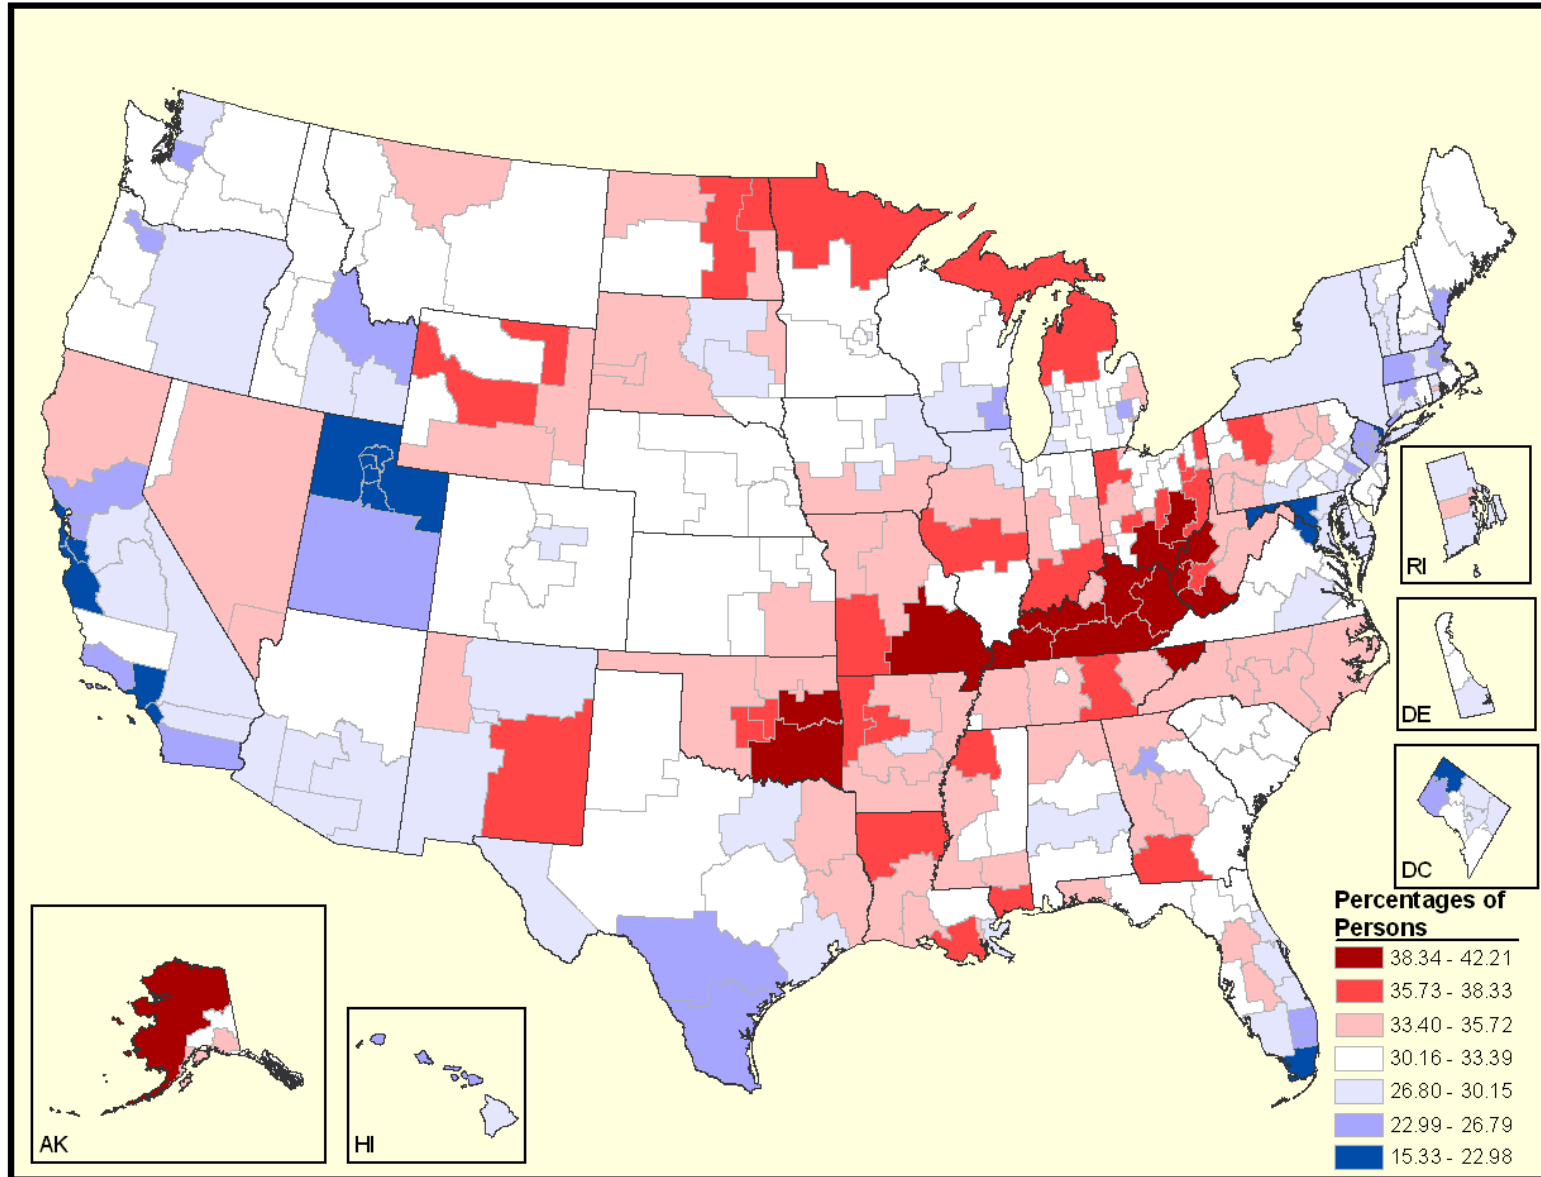 RI
DE
DC
AK
HI
Percentages of
Persons
38.34 - 42.21
35.73 - 38.33
33.40 - 35.72
30.16 - 33.39
26.80 - 30.15
22.99 - 26.79
15.33 - 22.98